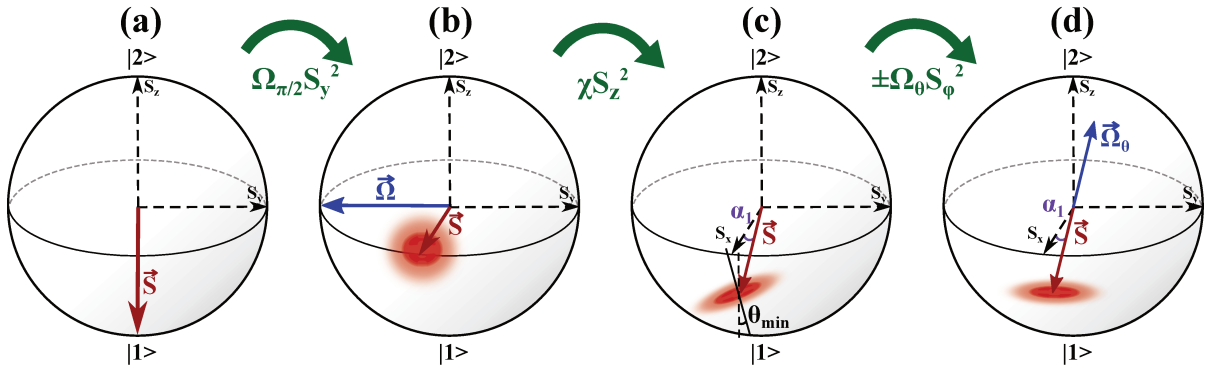 (a) (b) (c) (d)
|2> |2> |2> |2>
Ω_{π/2}S_y^2 χS_z^2 ±Ω_θS_φ^2
S_z S_z S_z S_z
Ω⃗_θ
S_y Ω⃗ S_y S_y S_y
S⃗ α_1 S⃗ α_1 S⃗
S_x S_x
S⃗
θ_min
|1> |1> |1> |1>